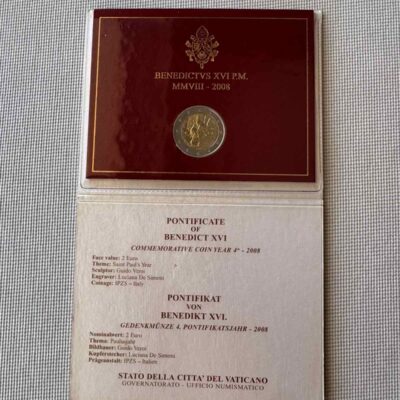 BENEDICTVS XVI P.M.
MMVIII - 2008
PONTIFICATE
OF
BENEDICT XVI
COMMEMORATIVE COIN YEAR 4° - 2008
Face value: 2 Euro
Theme: Saint Paul's Year
Sculptor: Guido Veroi
Engraver: Luciana De Simoni
Coinage: IPZS – Italy
PONTIFIKAT
VON
BENEDIKT XVI.
GEDENKMÜNZE 4. PONTIFIKATSJAHR - 2008
Nominalwert: 2 Euro
Thema: Paulusjahr
Bildhauer: Guido Veroi
Kupferstecher: Luciana De Simoni
Prägeanstalt: IPZS – Italien
STATO DELLA CITTA' DEL VATICANO
GOVERNATORATO - UFFICIO NUMISMATICO